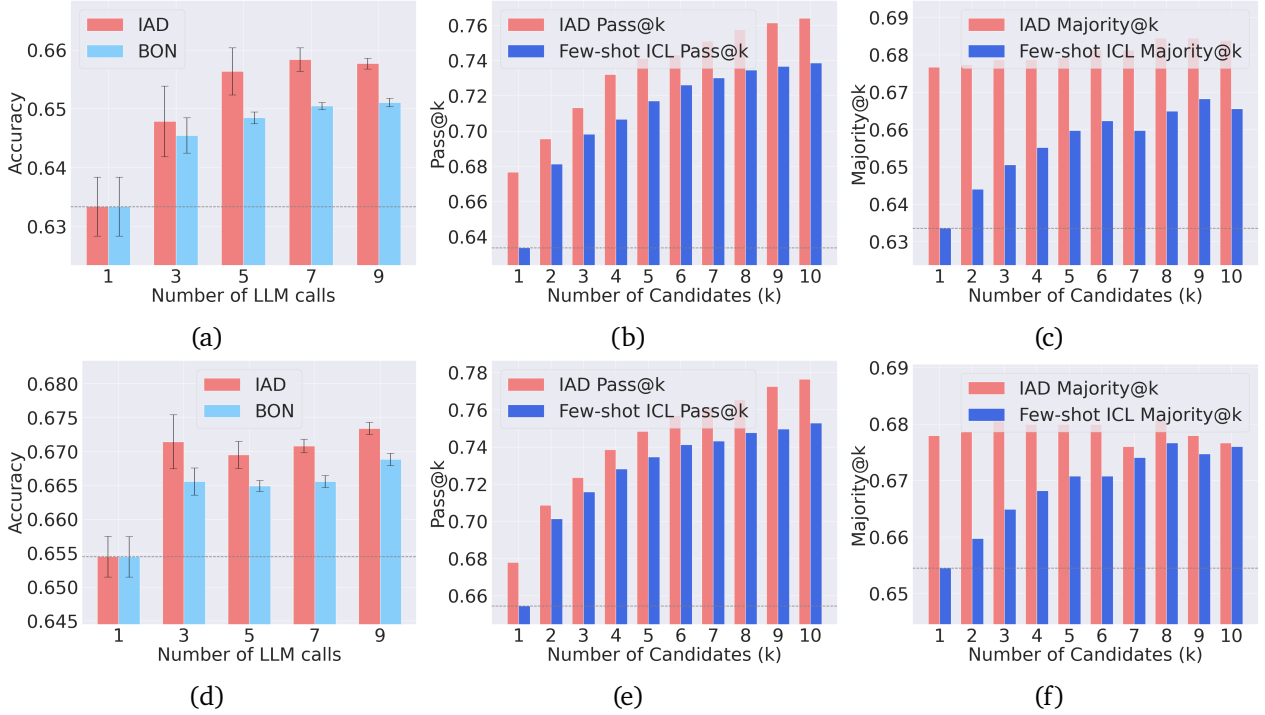 IAD
BON
Accuracy
0.66
0.65
0.64
0.63
1 3 5 7 9
Number of LLM calls
(a)
IAD Pass@k
Few-shot ICL Pass@k
Pass@k
0.76
0.74
0.72
0.70
0.68
0.66
0.64
1 2 3 4 5 6 7 8 9 10
Number of Candidates (k)
(b)
IAD Majority@k
Few-shot ICL Majority@k
Majority@k
0.69
0.68
0.67
0.66
0.65
0.64
0.63
1 2 3 4 5 6 7 8 9 10
Number of Candidates (k)
(c)
IAD
BON
Accuracy
0.680
0.675
0.670
0.665
0.660
0.655
0.650
0.645
1 3 5 7 9
Number of LLM calls
(d)
IAD Pass@k
Few-shot ICL Pass@k
Pass@k
0.78
0.76
0.74
0.72
0.70
0.68
0.66
1 2 3 4 5 6 7 8 9 10
Number of Candidates (k)
(e)
IAD Majority@k
Few-shot ICL Majority@k
Majority@k
0.69
0.68
0.67
0.66
0.65
1 2 3 4 5 6 7 8 9 10
Number of Candidates (k)
(f)